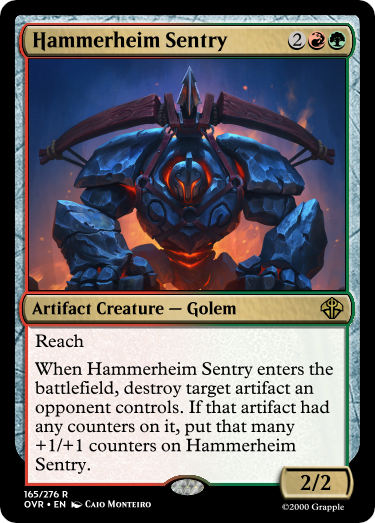 Hammerheim Sentry 2
Artifact Creature — Golem
Reach
When Hammerheim Sentry enters the
battlefield, destroy target artifact an
opponent controls. If that artifact had
any counters on it, put that many
+1/+1 counters on Hammerheim
Sentry.
2/2
165/276 R
OVR • EN Caio Monteiro
©2000 Grapple